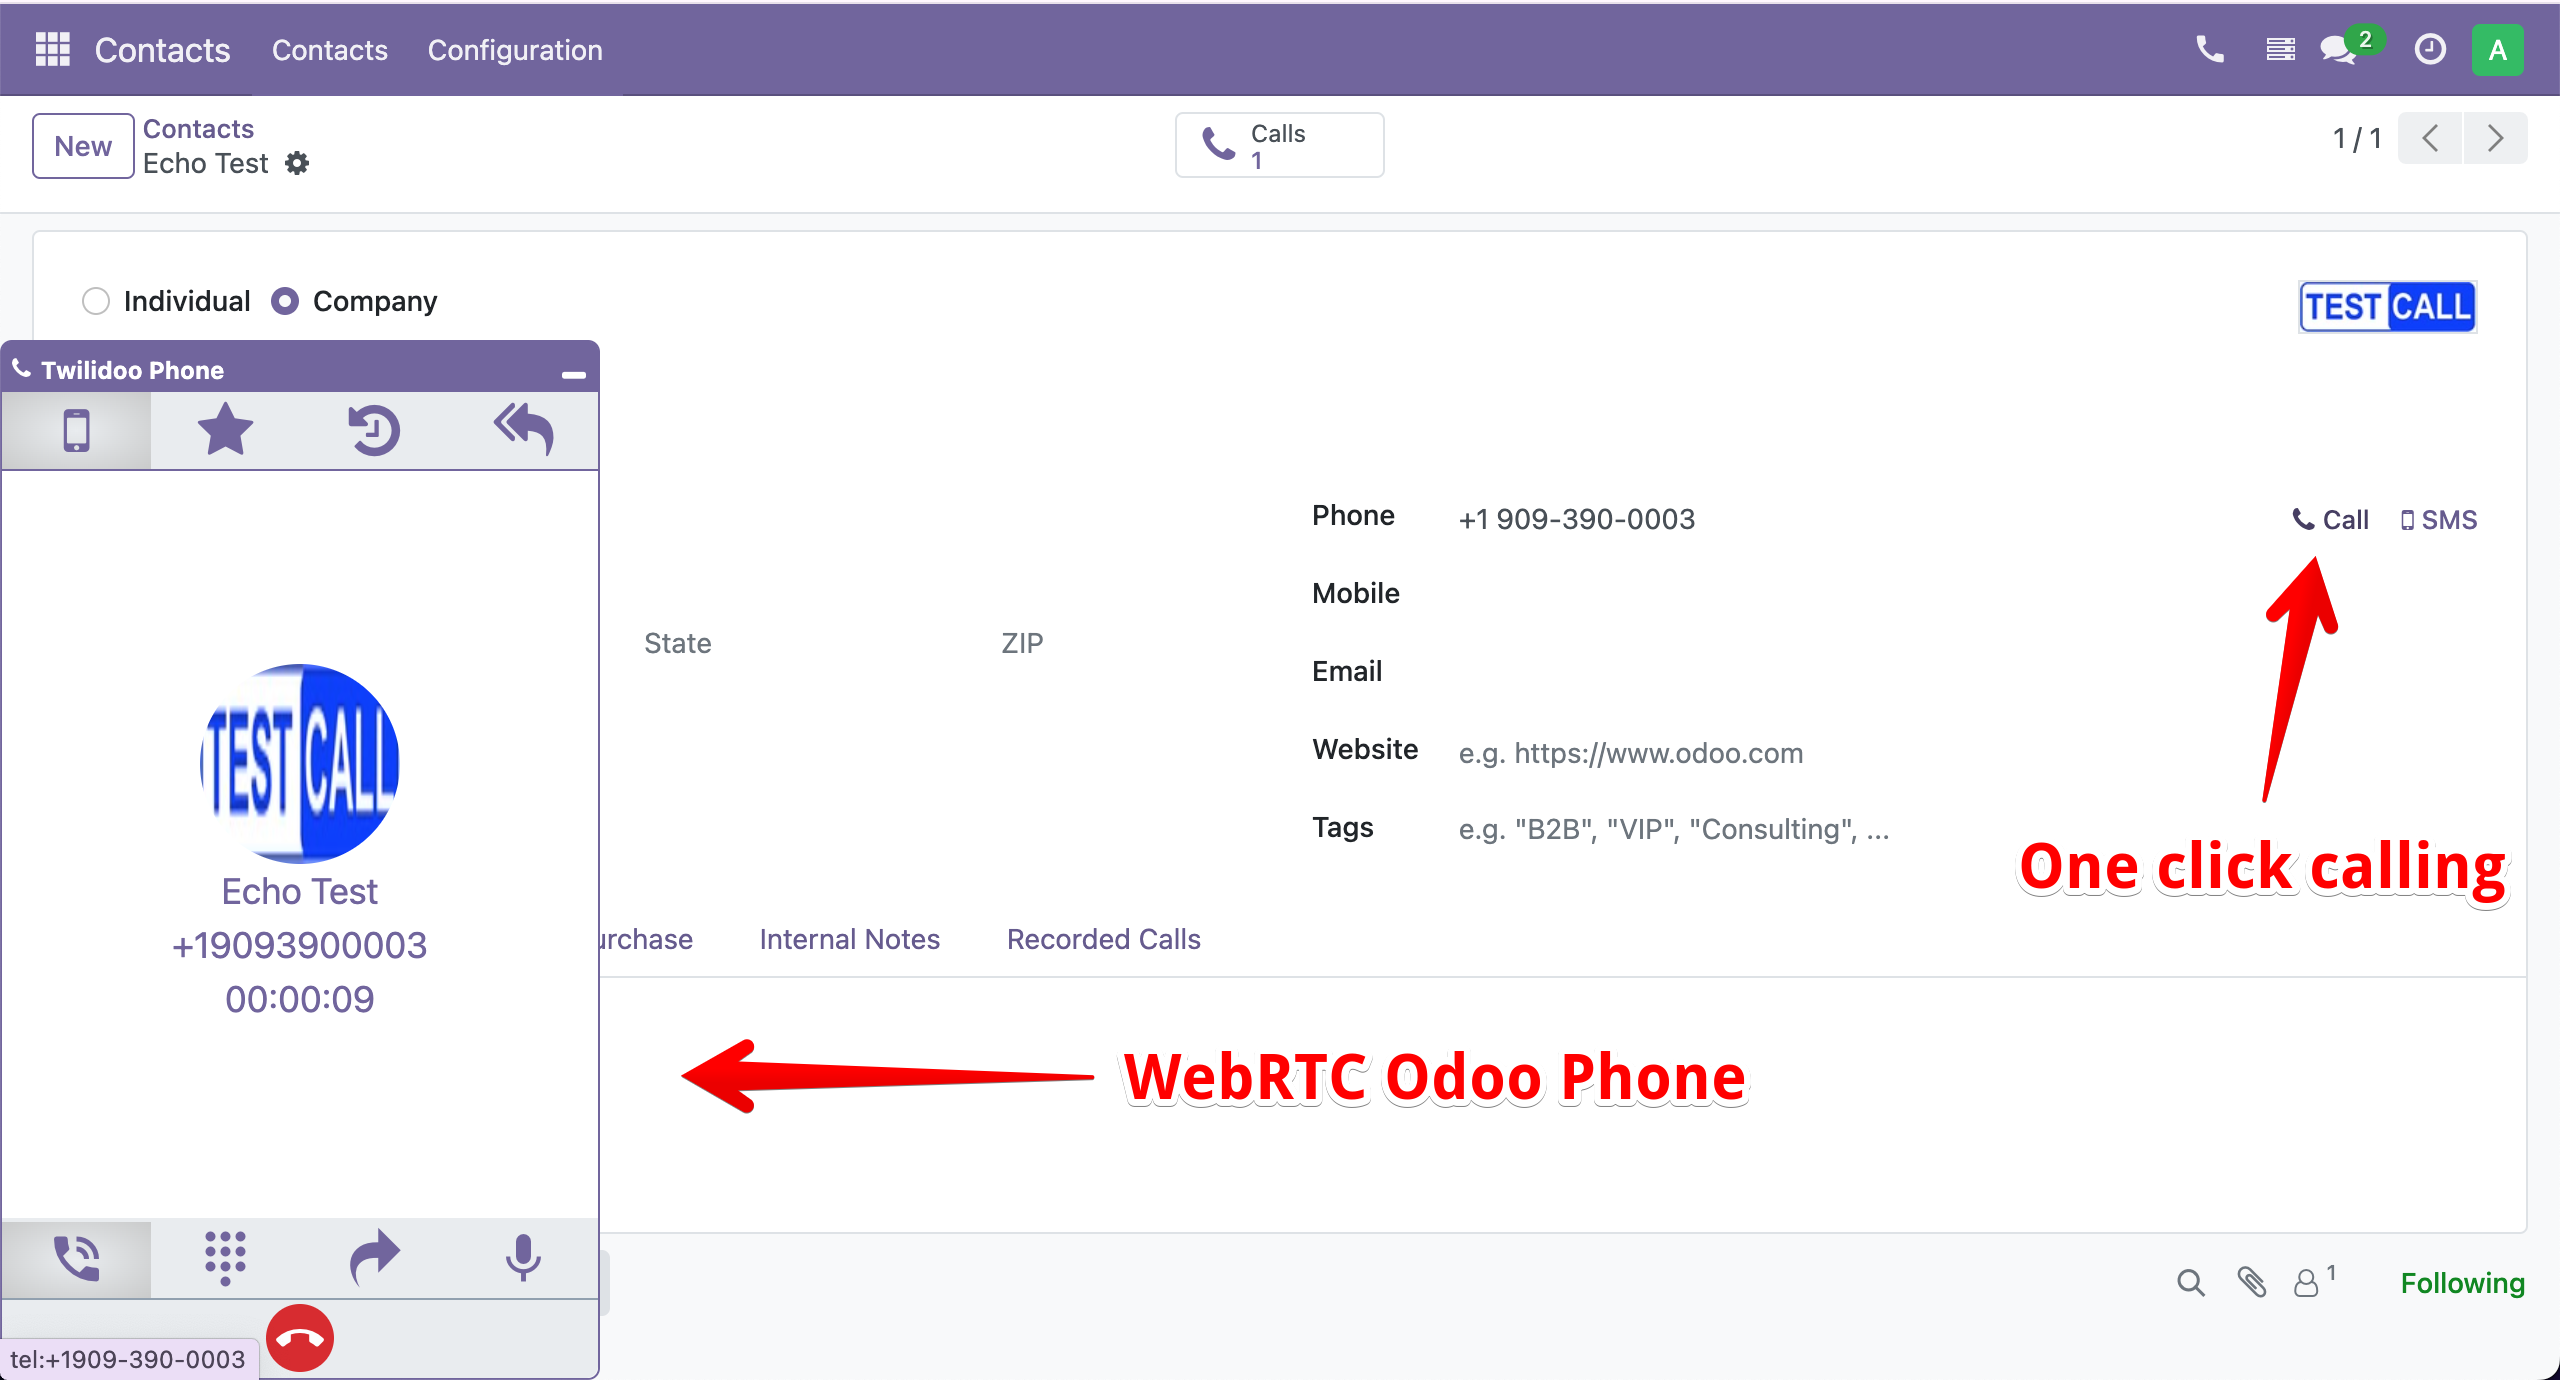 Contacts Contacts Configuration 2 A
New
Contacts
Echo Test
Calls
1
1 / 1
Individual Company
TEST CALL
Twilidoo Phone
Phone +1 909-390-0003 Call SMS
Mobile
State ZIP
Email
Website e.g. https://www.odoo.com
Tags e.g. "B2B", "VIP", "Consulting", ...
One click calling
TEST CALL
Echo Test
+19093900003
00:00:09
urchase Internal Notes Recorded Calls
WebRTC Odoo Phone
1 Following
tel:+1909-390-0003